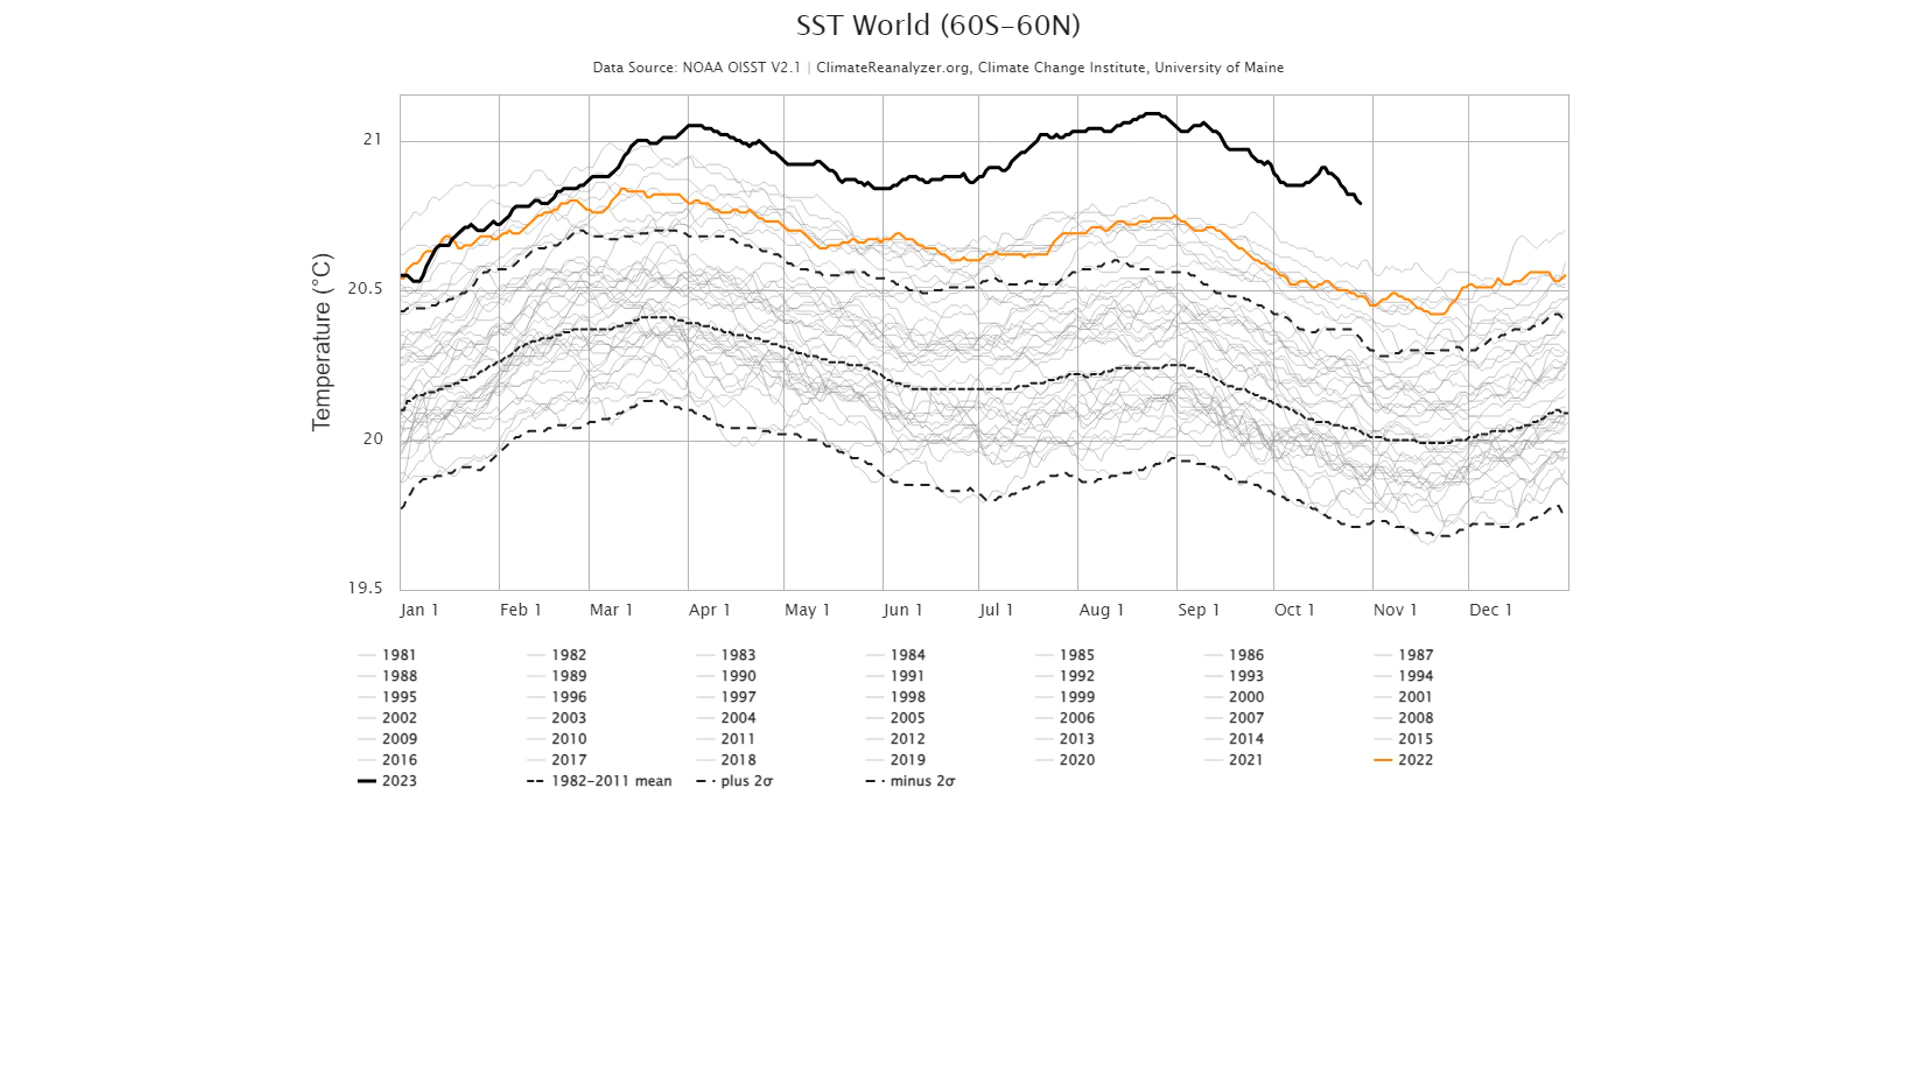 SST World (60S–60N)
Data Source: NOAA OISST V2.1 | ClimateReanalyzer.org, Climate Change Institute, University of Maine
Temperature (°C)
21
20.5
20
19.5
Jan 1 Feb 1 Mar 1 Apr 1 May 1 Jun 1 Jul 1 Aug 1 Sep 1 Oct 1 Nov 1 Dec 1
1981 1982 1983 1984 1985 1986 1987
1988 1989 1990 1991 1992 1993 1994
1995 1996 1997 1998 1999 2000 2001
2002 2003 2004 2005 2006 2007 2008
2009 2010 2011 2012 2013 2014 2015
2016 2017 2018 2019 2020 2021 2022
2023 1982–2011 mean plus 2σ minus 2σ